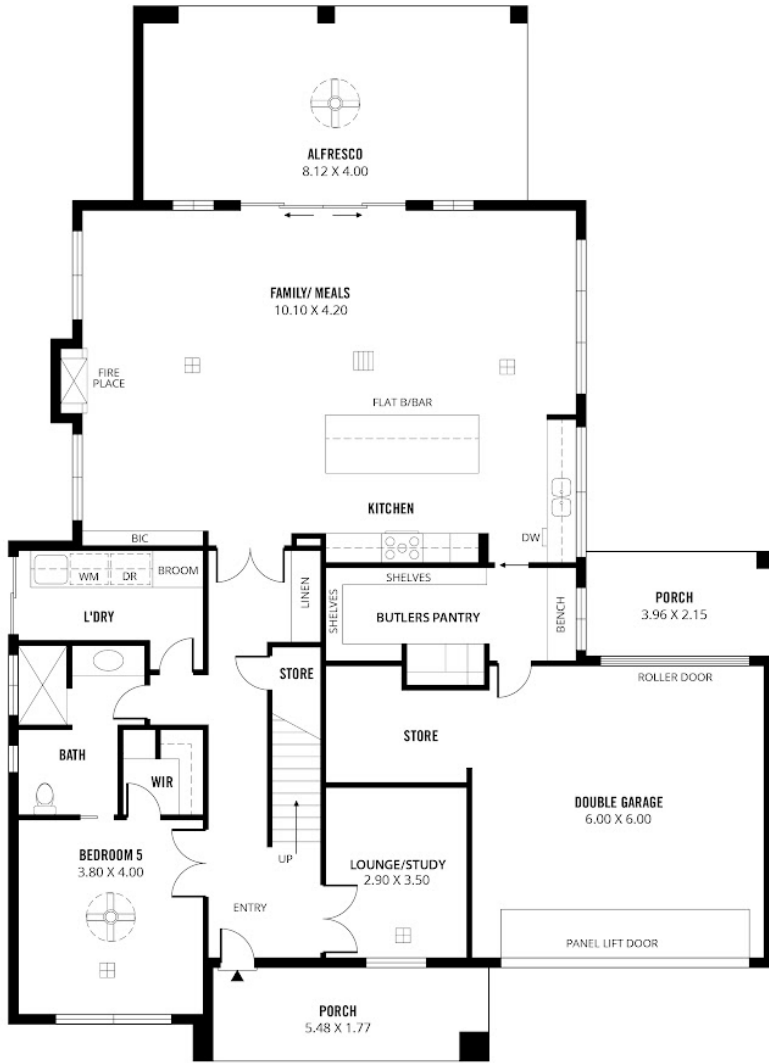 ALFRESCO
8.12 X 4.00
FAMILY/ MEALS
10.10 X 4.20
FIRE
PLACE
FLAT B/BAR
KITCHEN
DW
BIC
WM
DR
BROOM
L'DRY
LINEN
SHELVES
SHELVES
BUTLERS PANTRY
BENCH
PORCH
3.96 X 2.15
ROLLER DOOR
STORE
STORE
BATH
WIR
DOUBLE GARAGE
6.00 X 6.00
BEDROOM 5
3.80 X 4.00
UP
LOUNGE/STUDY
2.90 X 3.50
ENTRY
PANEL LIFT DOOR
PORCH
5.48 X 1.77